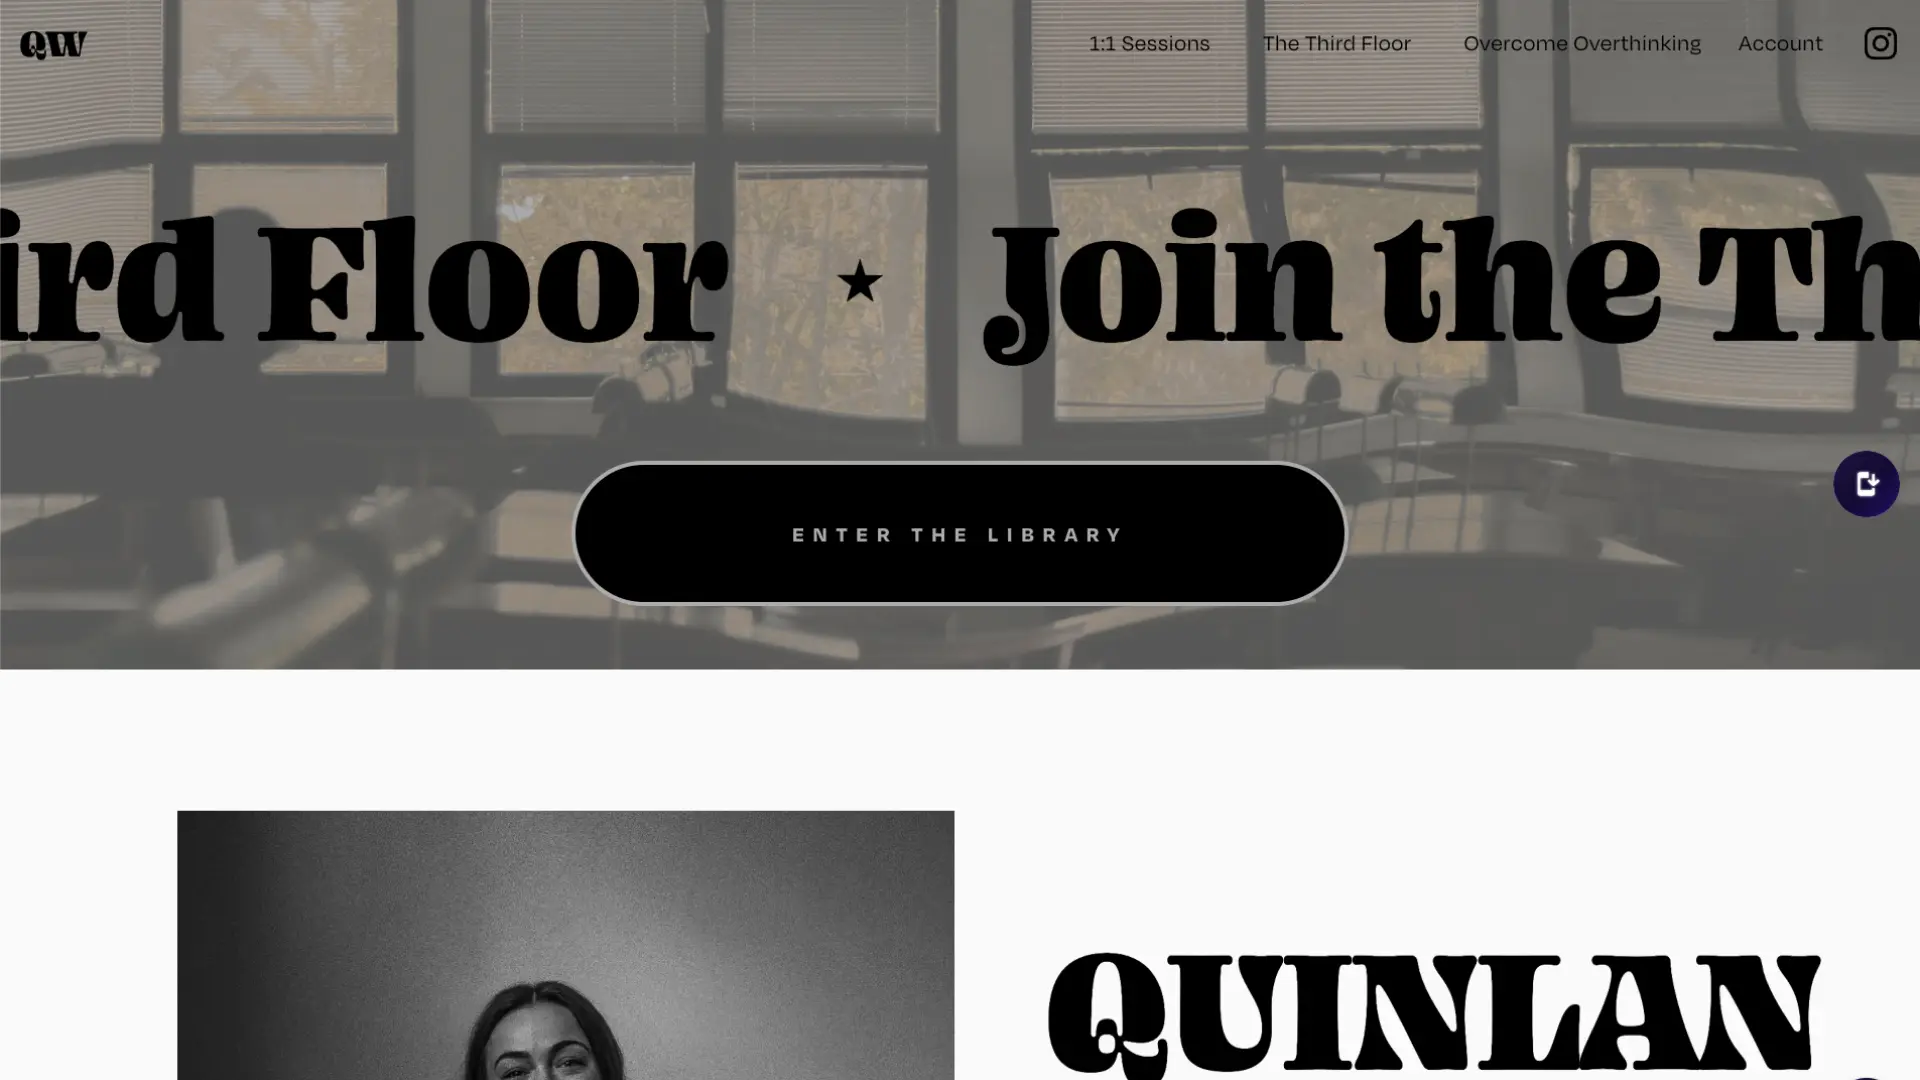 QW
1:1 Sessions The Third Floor Overcome Overthinking Account
ird Floor ★ Join the Th
ENTER THE LIBRARY
QUINLAN